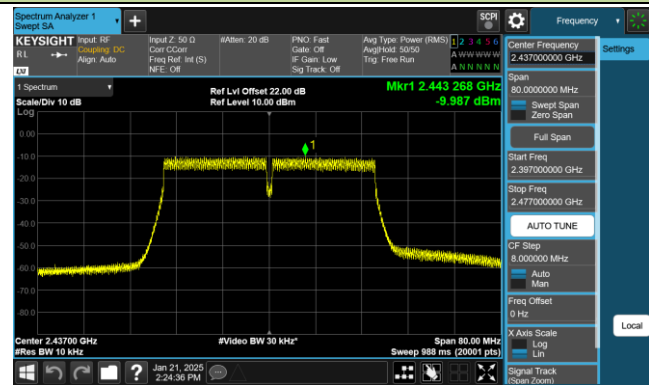 Spectrum Analyzer 1
Swept SA
SCPI
Frequency
KEYSIGHT
RL
LXI
Input: RF
Coupling: DC
Align: Auto
Input Z: 50 Ω
Corr CCorr
Freq Ref: Int (S)
NFE: Off
#Atten: 20 dB
PNO: Fast
Gate: Off
IF Gain: Low
Sig Track: Off
Avg Type: Power (RMS)
Avg|Hold: 50/50
Trig: Free Run
1 2 3 4 5 6
A W W W W W
A N N N N N
1 Spectrum
Scale/Div 10 dB
Log
Ref Lvl Offset 22.00 dB
Ref Level 10.00 dBm
Mkr1 2.443 268 GHz
-9.987 dBm
0.00
-10.0
-20.0
-30.0
-40.0
-50.0
-60.0
-70.0
-80.0
1
Center 2.43700 GHz
#Res BW 10 kHz
#Video BW 30 kHz*
Span 80.00 MHz
Sweep 988 ms (20001 pts)
Jan 21, 2025
2:24:36 PM
Center Frequency
2.437000000 GHz
Settings
Span
80.0000000 MHz
Swept Span
Zero Span
Full Span
Start Freq
2.397000000 GHz
Stop Freq
2.477000000 GHz
AUTO TUNE
CF Step
8.000000 MHz
Auto
Man
Freq Offset
0 Hz
X Axis Scale
Log
Lin
Local
Signal Track
(Span Zoom)